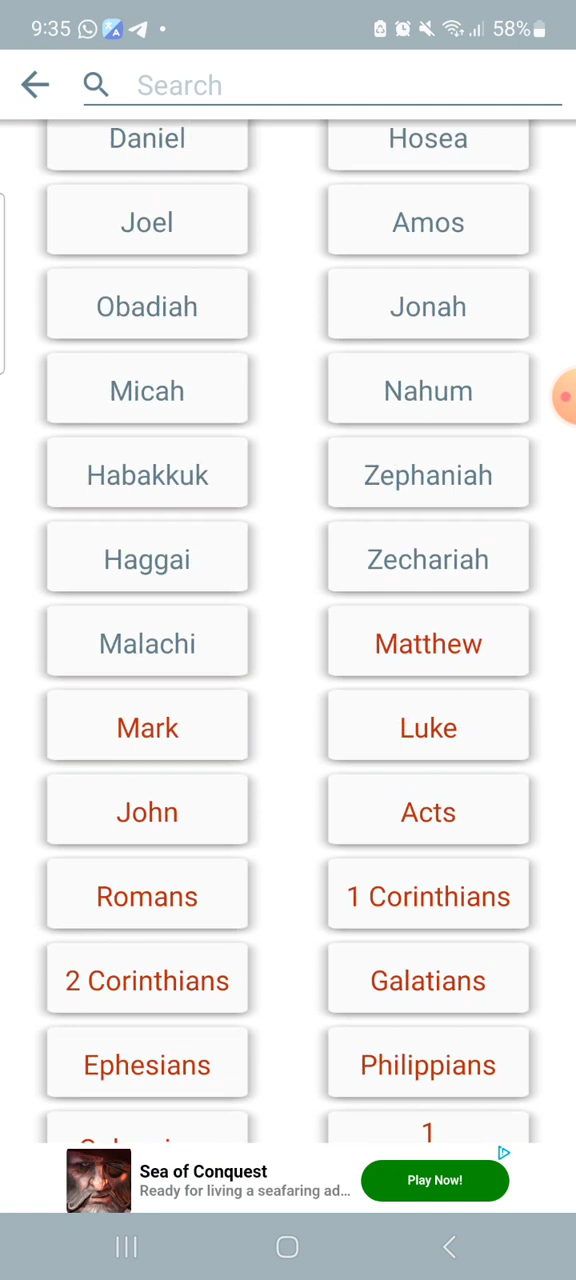 9:35 58%
Search
Daniel Hosea
Joel Amos
Obadiah Jonah
Micah Nahum
Habakkuk Zephaniah
Haggai Zechariah
Malachi Matthew
Mark Luke
John Acts
Romans 1 Corinthians
2 Corinthians Galatians
Ephesians Philippians
1
Sea of Conquest
Ready for living a seafaring ad...
Play Now!